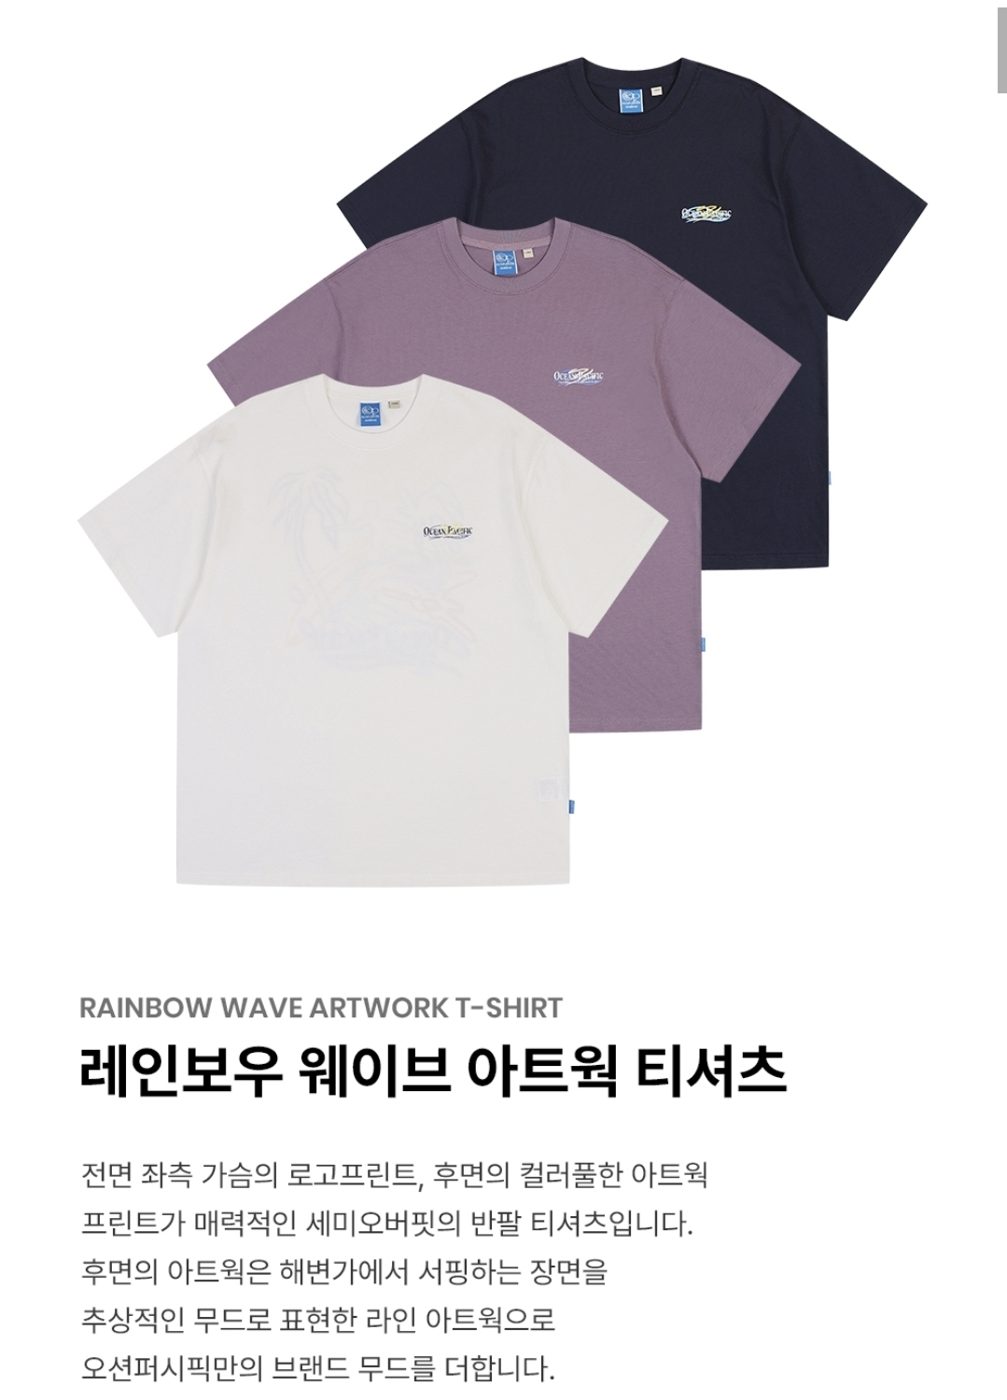 OCEAN PACIFIC
OCEAN PACIFIC
OCEAN PACIFIC
RAINBOW WAVE ARTWORK T-SHIRT
레인보우 웨이브 아트웍 티셔츠
전면 좌측 가슴의 로고프린트, 후면의 컬러풀한 아트웍
프린트가 매력적인 세미오버핏의 반팔 티셔츠입니다.
후면의 아트웍은 해변가에서 서핑하는 장면을
추상적인 무드로 표현한 라인 아트웍으로
오션퍼시픽만의 브랜드 무드를 더합니다.